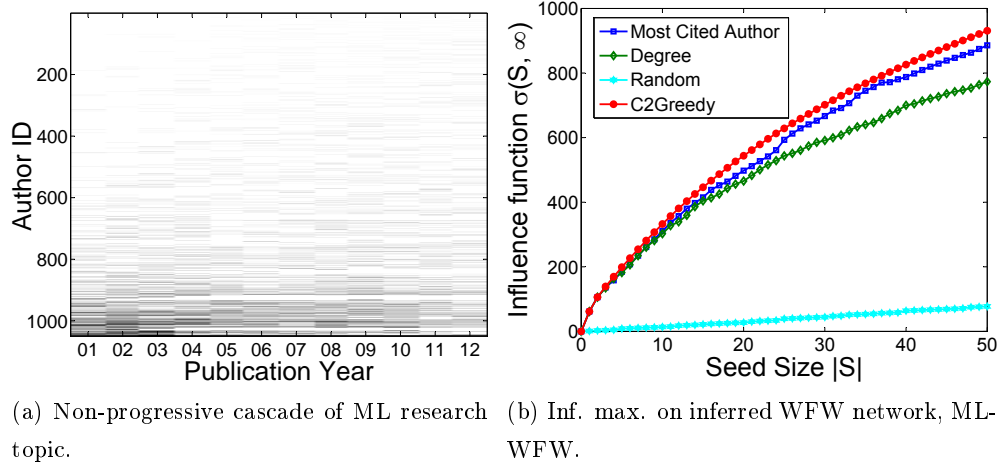 200
400
600
800
1000
Author ID
01 02 03 04 05 06 07 08 09 10 11 12
Publication Year
(a) Non-progressive cascade of ML research
topic.
1000
800
600
400
200
0
Influence function σ(S, ∞)
Most Cited Author
Degree
Random
C2Greedy
0 10 20 30 40 50
Seed Size |S|
(b) Inf. max. on inferred WFW network, ML-
WFW.